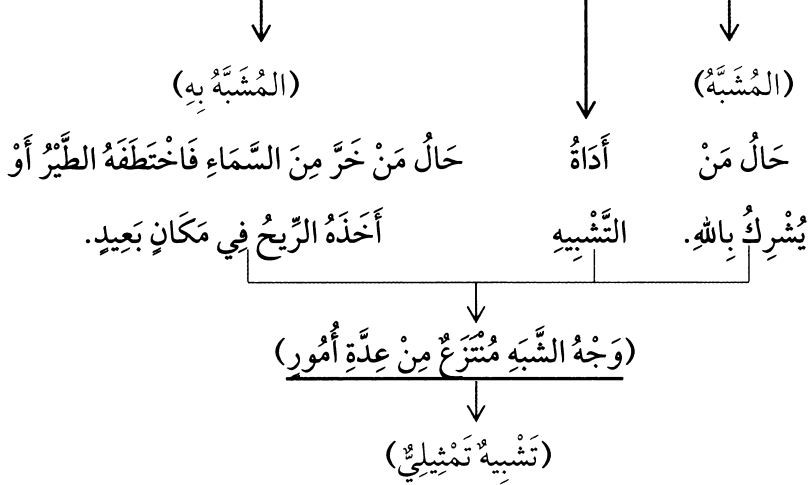 (المُشَبَّهُ) (المُشَبَّهُ بِهِ)
حَالُ مَنْ أَدَاةُ حَالُ مَنْ خَرَّ مِنَ السَّمَاءِ فَاخْتَطَفَهُ الطَّيْرُ أَوْ
يُشْرِكُ بِاللهِ. التَّشْبِيهِ أَخَذَهُ الرِّيحُ فِي مَكَانٍ بَعِيدٍ.
(وَجْهُ الشَّبَهِ مُنْتَزَعٌ مِنْ عِدَّةِ أُمُورٍ)
(تَشْبِيهٌ تَمْثِيلِيٌّ)